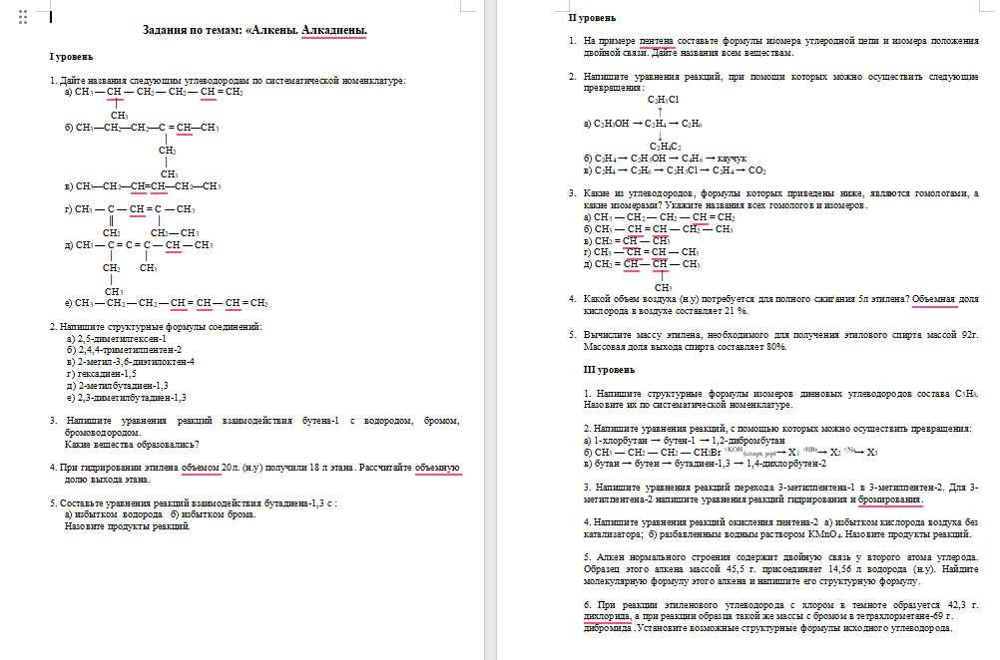 Задания по темам: «Алкены. Алкадиены.
I уровень
1. Дайте названия следующим углеводородам по систематической номенклатуре:
а) CH3 — CH — CH2 — CH2 — CH = CH2
|
CH3
б) CH3—CH2—CH2—C = CH—CH3
|
CH2
|
CH3
в) CH3—CH2—CH=CH—CH2—CH3
г) CH3 — C — CH = C — CH3
|| |
CH2 CH2 — CH3
д) CH3 — C = C = C — CH — CH3
| |
CH2 CH3
|
CH3
е) CH3 — CH2 — CH2 — CH = CH — CH = CH2
2. Напишите структурные формулы соединений:
а) 2,5-диметилгексен-1
б) 2,4,4-триметилпентен-2
в) 2-метил-3,6-диэтилоктен-4
г) гексадиен-1,5
д) 2-метилбутадиен-1,3
е) 2,3-диметилбутадиен-1,3
3. Напишите уравнения реакций взаимодействия бутена-1 с водородом, бромом,
бромоводородом.
Какие вещества образовались?
4. При гидрировании этилена объемом 20л. (н.у) получили 18 л этана. Рассчитайте объемную
долю выхода этана.
5. Составьте уравнения реакций взаимодействия бутадиена-1,3 с :
а) избытком водорода б) избытком брома.
Назовите продукты реакций.
II уровень
1. На примере пентена составьте формулы изомера углеродной цепи и изомера положения
двойной связи. Дайте названия всем веществам.
2. Напишите уравнения реакций, при помощи которых можно осуществить следующие
превращения:
C2H5Cl
↑
а) C2H5OH → C2H4 → C2H6
↓
C2H4C2
б) C2H4 → C2H5OH → C4H6 → каучук
в) C2H4 → C2H6 → C2H5Cl → C2H4 → CO2
3. Какие из углеводородов, формулы которых приведены ниже, являются гомологами, а
какие изомерами? Укажите названия всех гомологов и изомеров.
а) CH3 — CH2 — CH2 — CH = CH2
б) CH3 — CH = CH — CH2 — CH3
в) CH2 = CH — CH3
г) CH3 — CH = CH — CH3
д) CH2 = CH — CH — CH3
|
CH3
4. Какой объем воздуха (н.у) потребуется для полного сжигания 5л этилена? Объемная доля
кислорода в воздухе составляет 21 %.
5. Вычислите массу этилена, необходимого для получения этилового спирта массой 92г.
Массовая доля выхода спирта составляет 80%.
III уровень
1. Напишите структурные формулы изомеров диеновых углеводородов состава C5H8.
Назовите их по систематической номенклатуре.
2. Напишите уравнения реакций, с помощью которых можно осуществить превращения:
а) 1-хлорбутан → бутен-1 → 1,2-дибромбутан
б) CH3 — CH2 — CH2 — CH2Br +KOH (спирт. р-р)→ X1 +HBr→ X2 +Na→ X3
в) бутан → бутен → бутадиен-1,3 → 1,4-дихлорбутен-2
3. Напишите уравнения реакций перехода 3-метилпентена-1 в 3-метилпентен-2. Для 3-
метилпентена-2 напишите уравнения реакций гидрирования и бромирования.
4. Напишите уравнения реакций окисления пентена-2 а) избытком кислорода воздуха без
катализатора; б) разбавленным водным раствором KMnO4. Назовите продукты реакций.
5. Алкен нормального строения содержит двойную связь у второго атома углерода.
Образец этого алкена массой 45,5 г. присоединяет 14,56 л водорода (н.у). Найдите
молекулярную формулу этого алкена и напишите его структурную формулу.
6. При реакции этиленового углеводорода с хлором в темноте образуется 42,3 г.
дихлорида, а при реакции образца такой же массы с бромом в тетрахлорметане-69 г.
дибромида .Установите возможные структурные формулы исходного углеводорода.